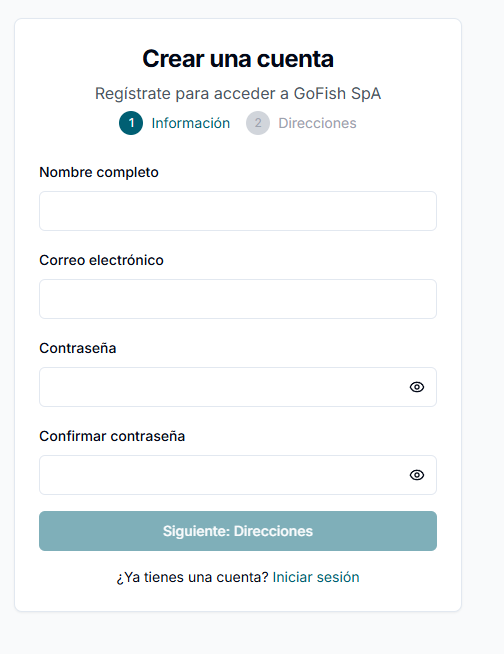 Crear una cuenta
Regístrate para acceder a GoFish SpA
1 Información 2 Direcciones
Nombre completo
Correo electrónico
Contraseña
Confirmar contraseña
Siguiente: Direcciones
¿Ya tienes una cuenta? Iniciar sesión